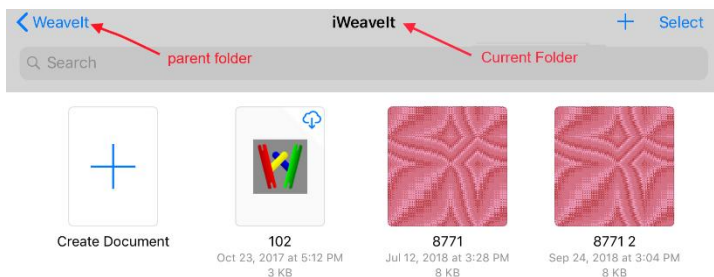 WeaveIt
iWeaveIt
Select
parent folder
Current Folder
Search
Create Document
102
8771
8771 2
Oct 23, 2017 at 5:12 PM
Jul 12, 2018 at 3:28 PM
Sep 24, 2018 at 3:04 PM
3 KB
8 KB
8 KB